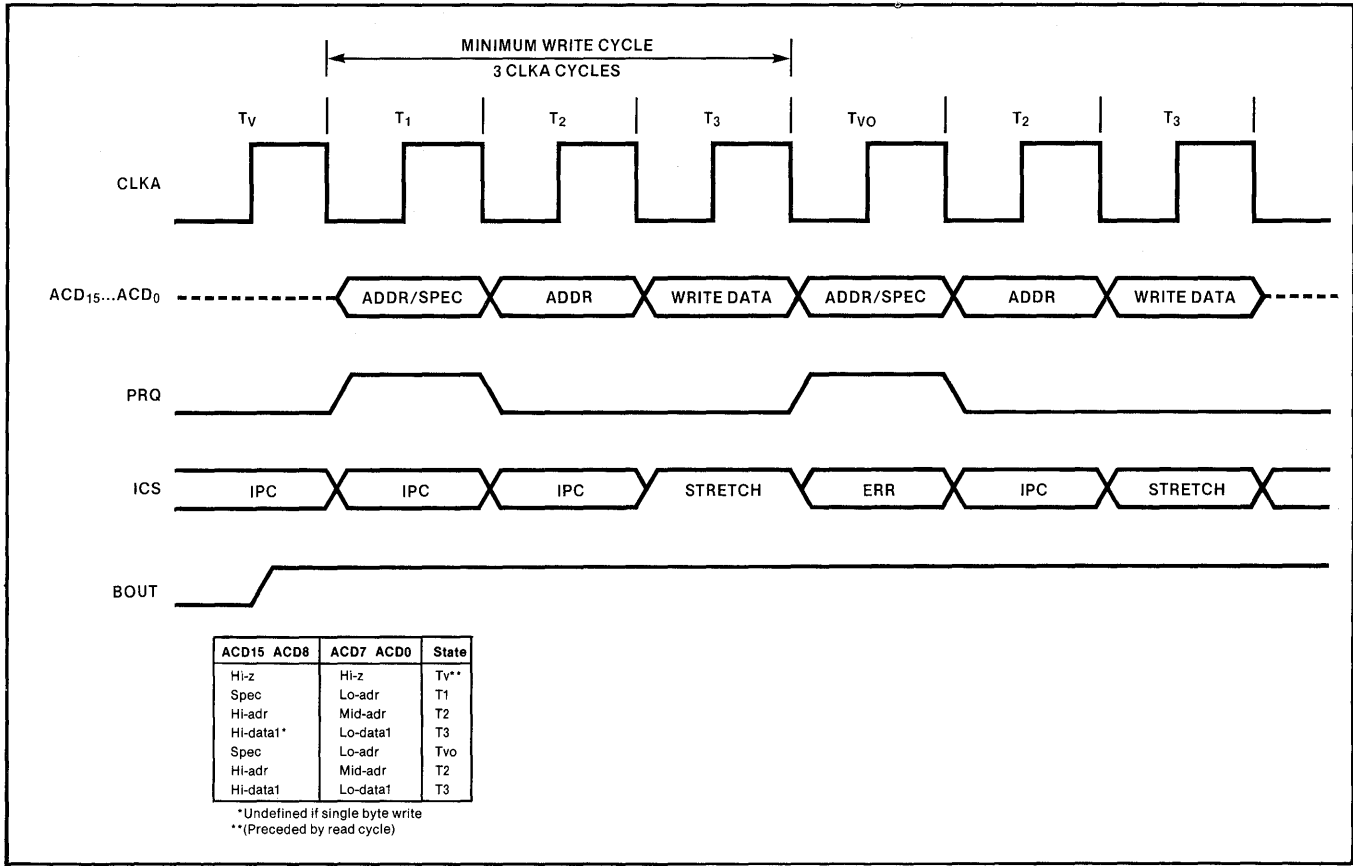 MINIMUM WRITE CYCLE
3 CLKA CYCLES
TV T1 T2 T3 TVO T2 T3
CLKA
ACD15...ACD0 ADDR/SPEC ADDR WRITE DATA ADDR/SPEC ADDR WRITE DATA
PRQ
ICS IPC IPC IPC STRETCH ERR IPC STRETCH
BOUT
ACD15 ACD8 ACD7 ACD0 State
Hi-z Hi-z Tv**
Spec Lo-adr T1
Hi-adr Mid-adr T2
Hi-data1* Lo-data1 T3
Spec Lo-adr Tvo
Hi-adr Mid-adr T2
Hi-data1 Lo-data1 T3
*Undefined if single byte write
**(Preceded by read cycle)